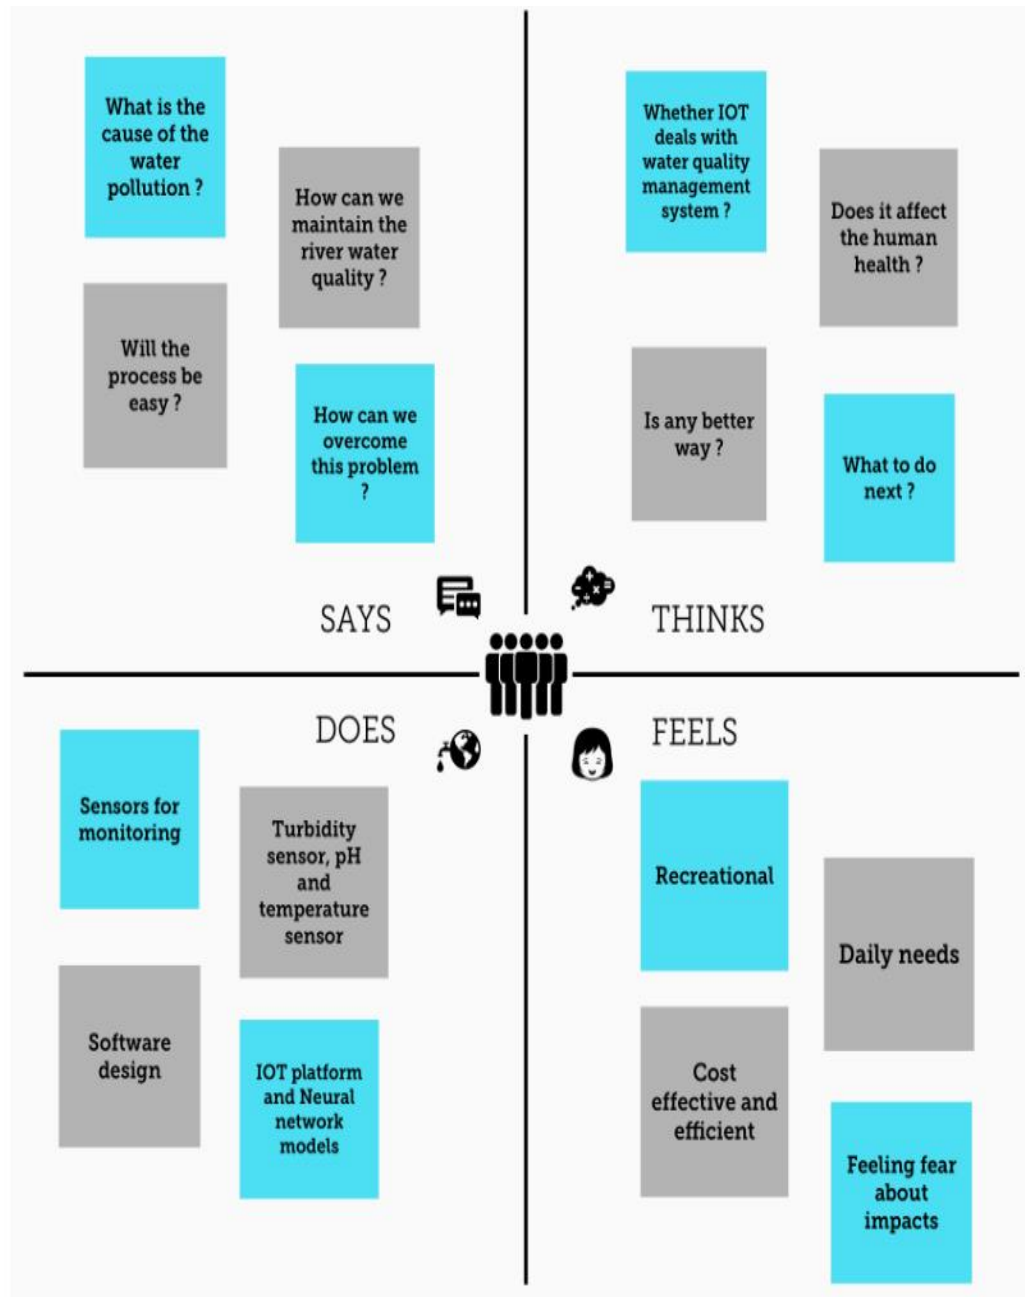 What is the
cause of the
water
pollution ?
How can we
maintain the
river water
quality ?
Will the
process be
easy ?
How can we
overcome
this problem
?
SAYS
Whether IOT
deals with
water quality
management
system ?
Does it affect
the human
health ?
Is any better
way ?
What to do
next ?
THINKS
DOES
Sensors for
monitoring
Turbidity
sensor, pH
and
temperature
sensor
Software
design
IOT platform
and Neural
network
models
FEELS
Recreational
Daily needs
Cost
effective and
efficient
Feeling fear
about
impacts